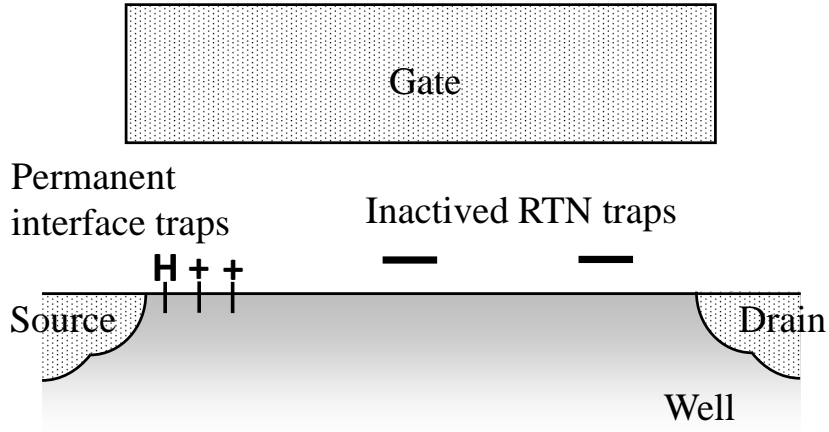 Gate
Permanent
interface traps
Inactived RTN traps
H + +
Source
Drain
Well